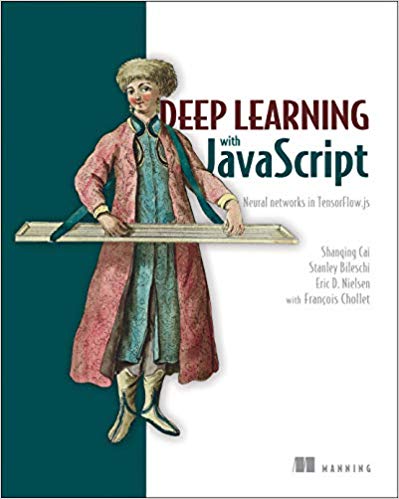 DEEP LEARNING
with
JavaScript
Neural networks in TensorFlow.js
Shanqing Cai
Stanley Bileschi
Eric D. Nielsen
with François Chollet
MANNING